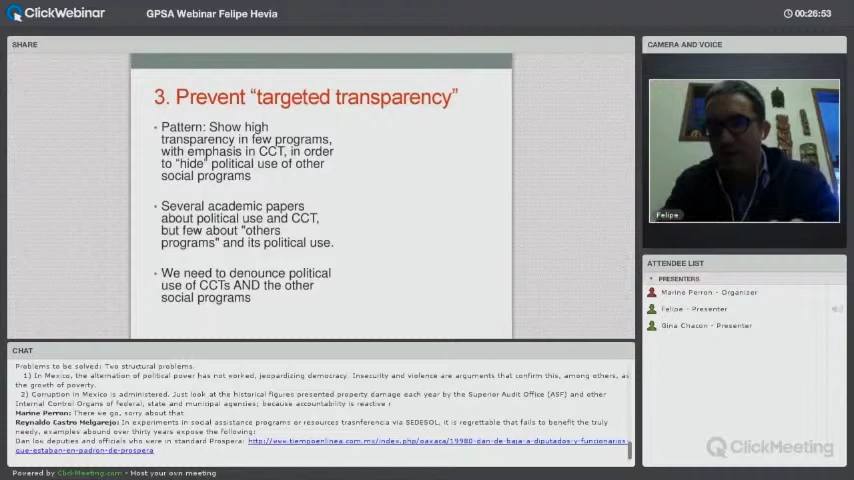 ClickWebinar
GPSA Webinar Felipe Hevia
00:26:53
SHARE
3. Prevent “targeted transparency”
• Pattern: Show high
transparency in few programs,
with emphasis in CCT, in order
to “hide” political use of other
social programs
• Several academic papers
about political use and CCT,
but few about "others
programs" and its political use.
• We need to denounce political
use of CCTs AND the other
social programs
CAMERA AND VOICE
Felipe
ATTENDEE LIST
PRESENTERS
Marine Perron - Organizer
Felipe - Presenter
Gina Chacon - Presenter
CHAT
Problems to be solved: Two structural problems.
1) In Mexico, the alternation of political power has not worked, jeopardizing democracy. Insecurity and violence are arguments that confirm this, among others, as
the growth of poverty.
2) Corruption in Mexico is administered. Just look at the historical figures presented property damage each year by the Superior Audit Office (ASF) and other
Internal Control Organs of federal, state and municipal agencies; because accountability is reactive r
Marine Perron: There we go, sorry about that
Reynaldo Castro Melgarejo: In experiments in social assistance programs or resources trasnferencia via SEDESOL, it is regrettable that fails to benefit the truly
needy, examples abound over thirty years expose the following:
Dan los deputies and officials who were in standard Prospera: http://www.tiempoenlinea.com.mx/index.php/oaxaca/19980-dan-de-baja-a-diputados-y-funcionarios-
que-estaban-en-padron-de-prospera
ClickMeeting
Powered by ClickMeeting.com - Host your own meeting